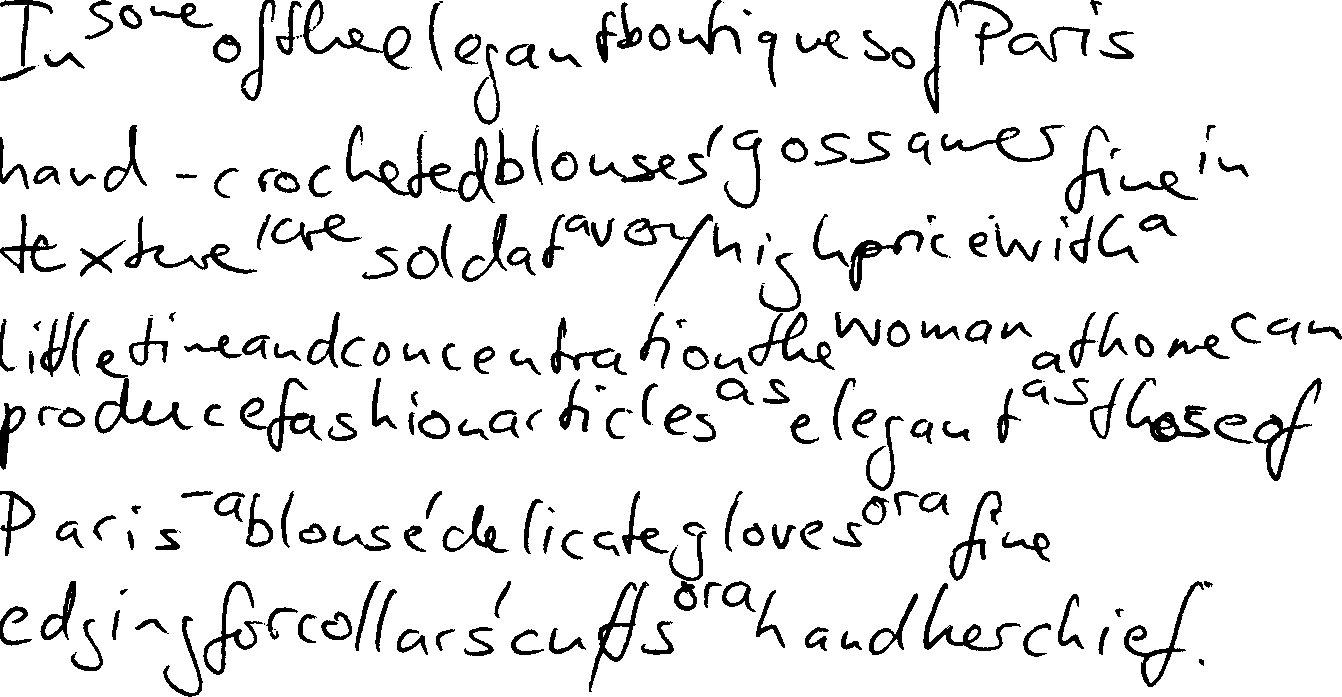 In some of the elegant boutiques of Paris
hand-crocheted blouses, gossamer fine in
texture, are sold at a very high price with a
little time and concentration the woman at home can
produce fashion articles as elegant as those of
Paris - a blouse, delicate gloves or a fine
edging for collars, cuffs or a handkerchief.